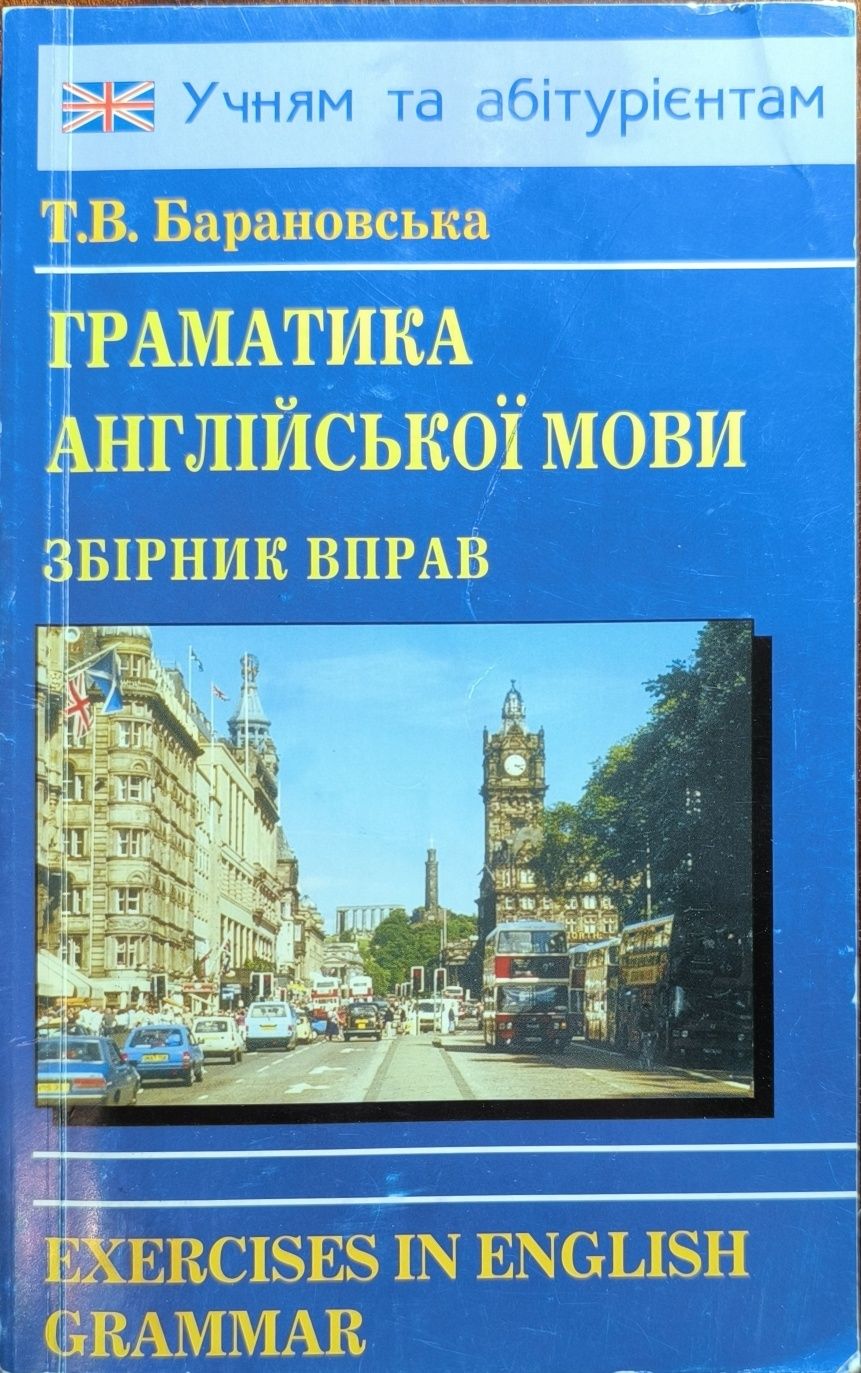 Учням та абітурієнтам
Т.В. Барановська
ГРАМАТИКА
АНГЛІЙСЬКОЇ МОВИ
ЗБІРНИК ВПРАВ
EXERCISES IN ENGLISH
GRAMMAR